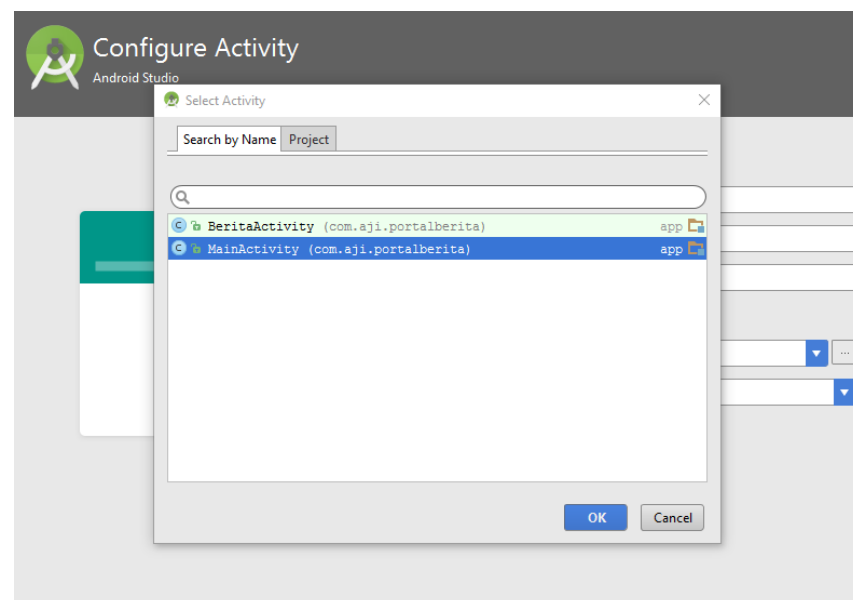 Configure Activity
Android Studio
Select Activity
Search by Name Project
BeritaActivity (com.aji.portalberita) app
MainActivity (com.aji.portalberita) app
...
OK Cancel